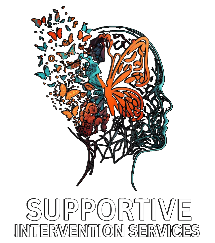 SUPPORTIVE
INTERVENTION SERVICES